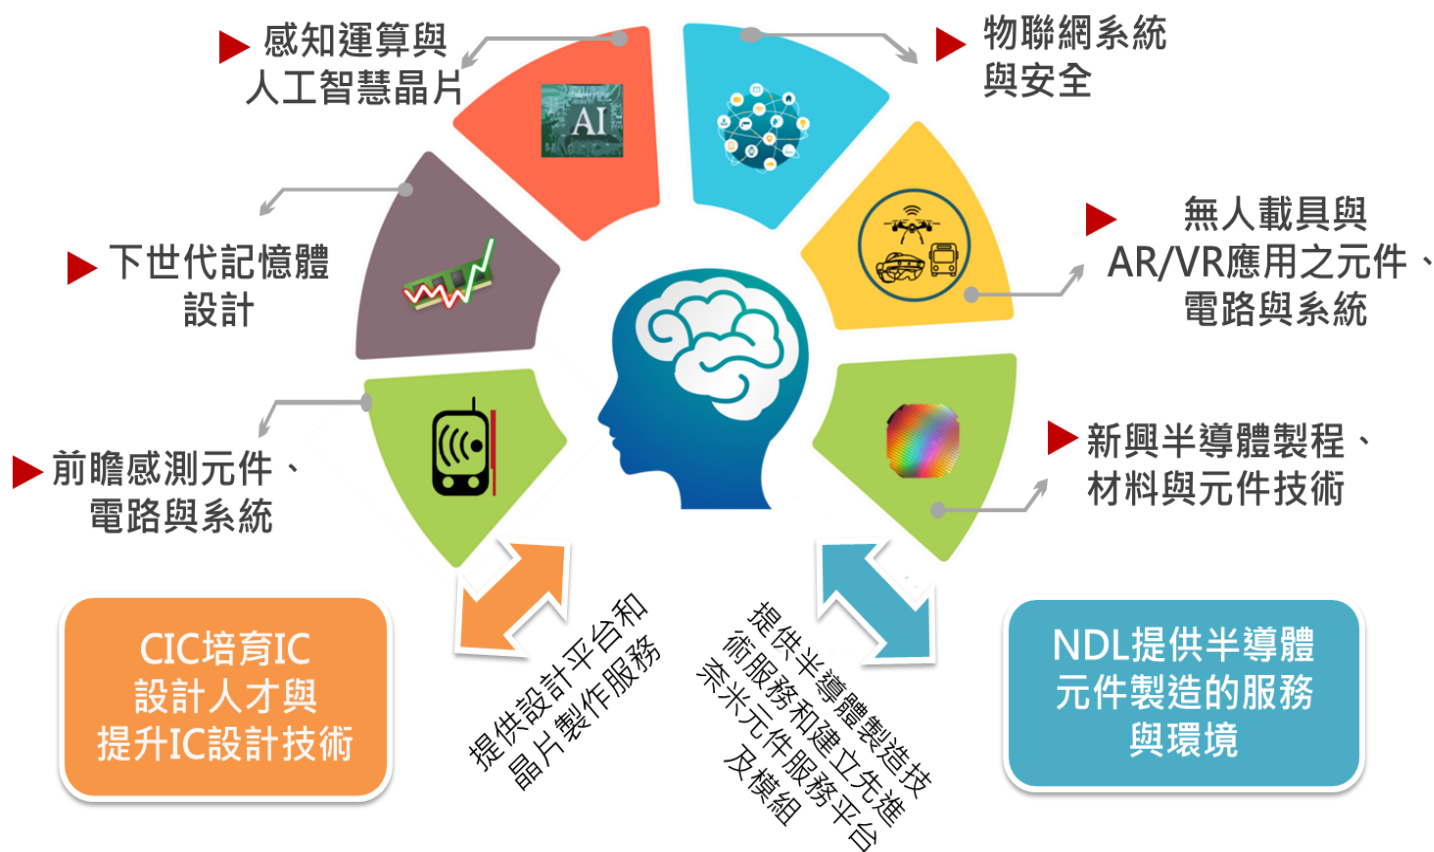 感知運算與
人工智慧晶片
AI
物聯網系統
與安全
下世代記憶體
設計
無人載具與
AR/VR應用之元件、
電路與系統
前瞻感測元件、
電路與系統
新興半導體製程、
材料與元件技術
CIC培育IC
設計人才與
提升IC設計技術
提供設計平台和
晶片製作服務
提供半導體製造技
術服務和建立先進
奈米元件服務平台
及模組
NDL提供半導體
元件製造的服務
與環境